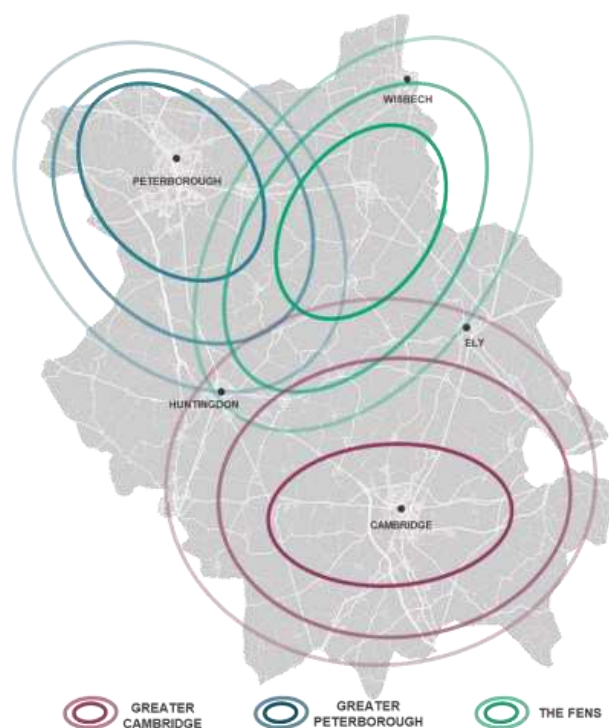 WISBECH
PETERBOROUGH
ELY
HUNTINGDON
CAMBRIDGE
GREATER
CAMBRIDGE
GREATER
PETERBOROUGH
THE FENS